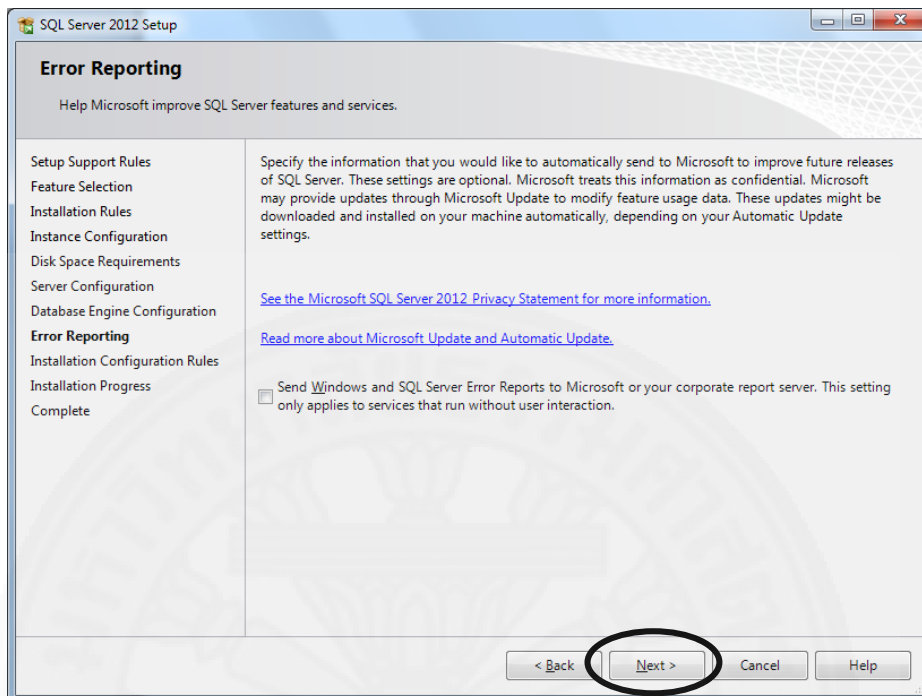 SQL Server 2012 Setup
Error Reporting
Help Microsoft improve SQL Server features and services.
Setup Support Rules
Feature Selection
Installation Rules
Instance Configuration
Disk Space Requirements
Server Configuration
Database Engine Configuration
Error Reporting
Installation Configuration Rules
Installation Progress
Complete
Specify the information that you would like to automatically send to Microsoft to improve future releases
of SQL Server. These settings are optional. Microsoft treats this information as confidential. Microsoft
may provide updates through Microsoft Update to modify feature usage data. These updates might be
downloaded and installed on your machine automatically, depending on your Automatic Update
settings.
See the Microsoft SQL Server 2012 Privacy Statement for more information.
Read more about Microsoft Update and Automatic Update.
Send Windows and SQL Server Error Reports to Microsoft or your corporate report server. This setting
only applies to services that run without user interaction.
< Back
Next >
Cancel
Help